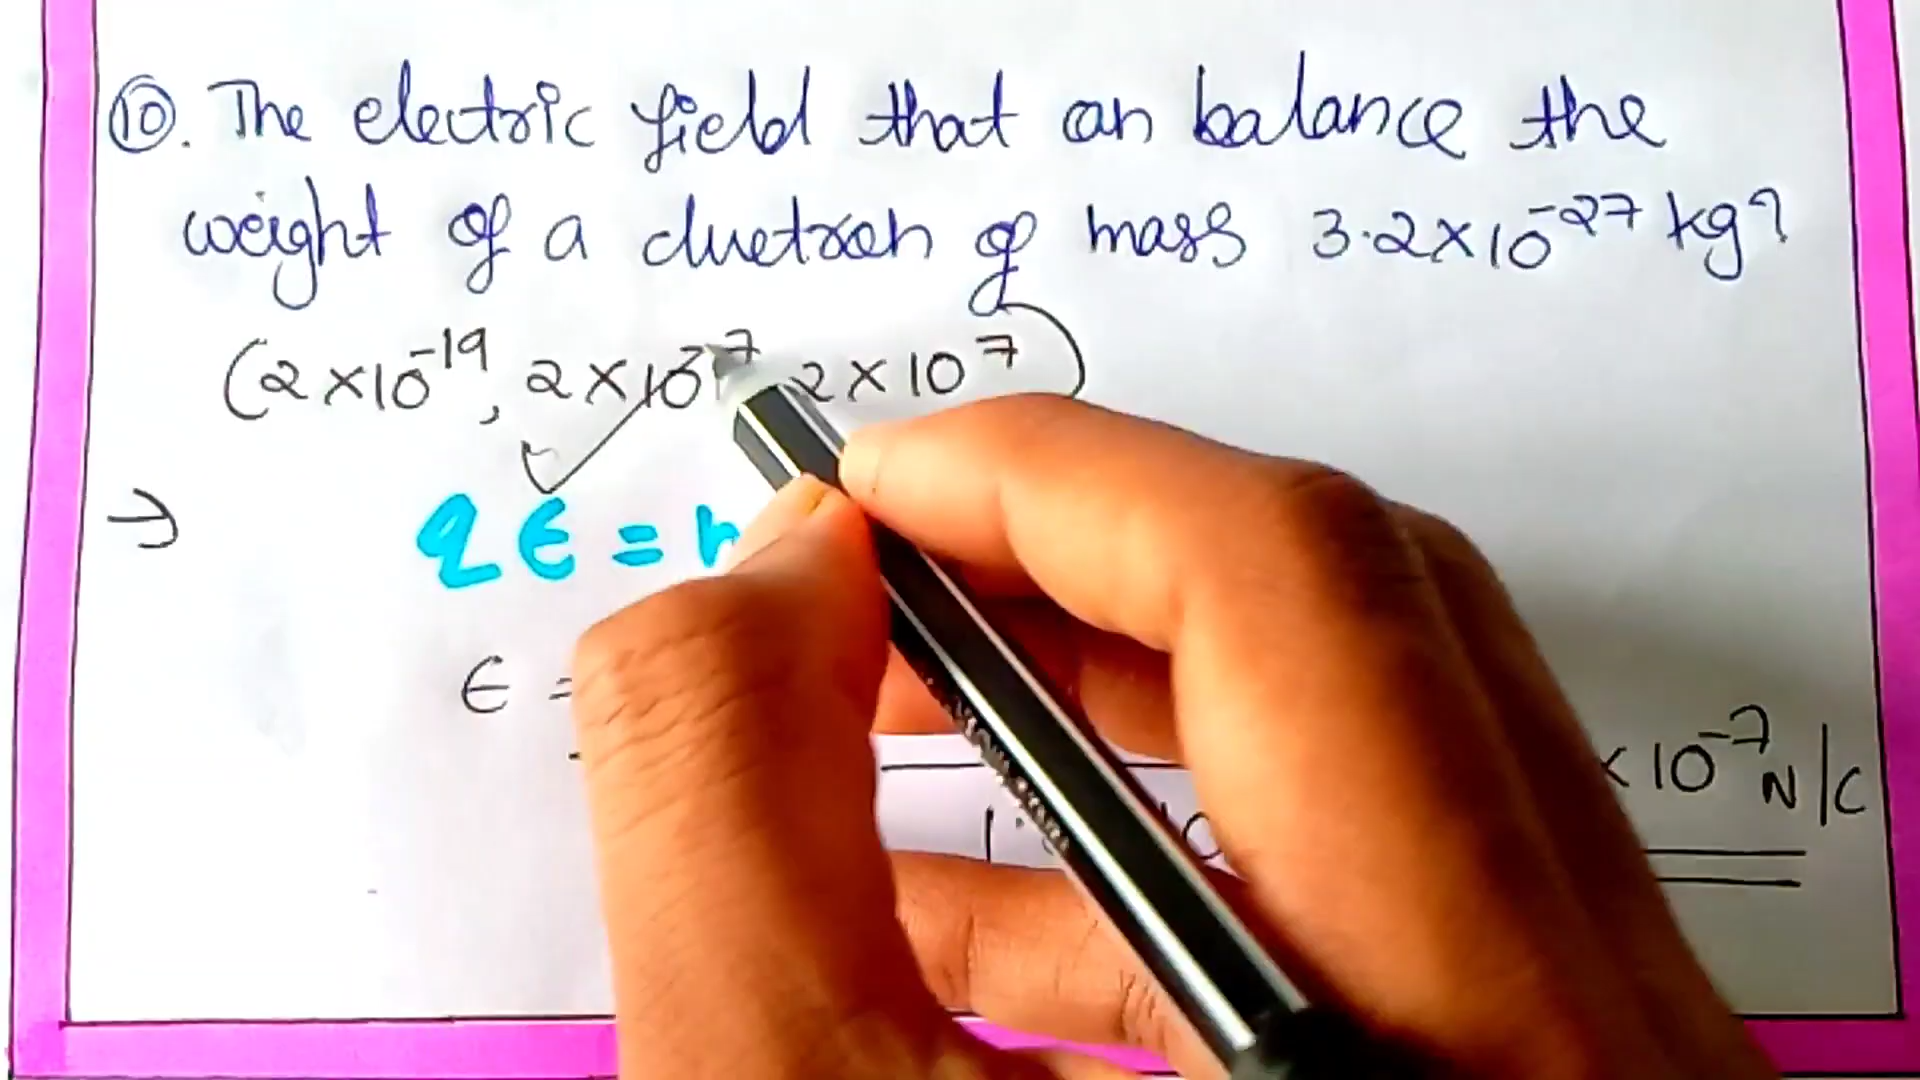 ⑩. The electric field that can balance the
weight of a duetron of mass 3.2×10⁻²⁷ kg?
(2×10⁻¹⁹, 2×10⁻⁷ 2×10⁷)
→ qE =
E =
×10⁻⁷ N/C